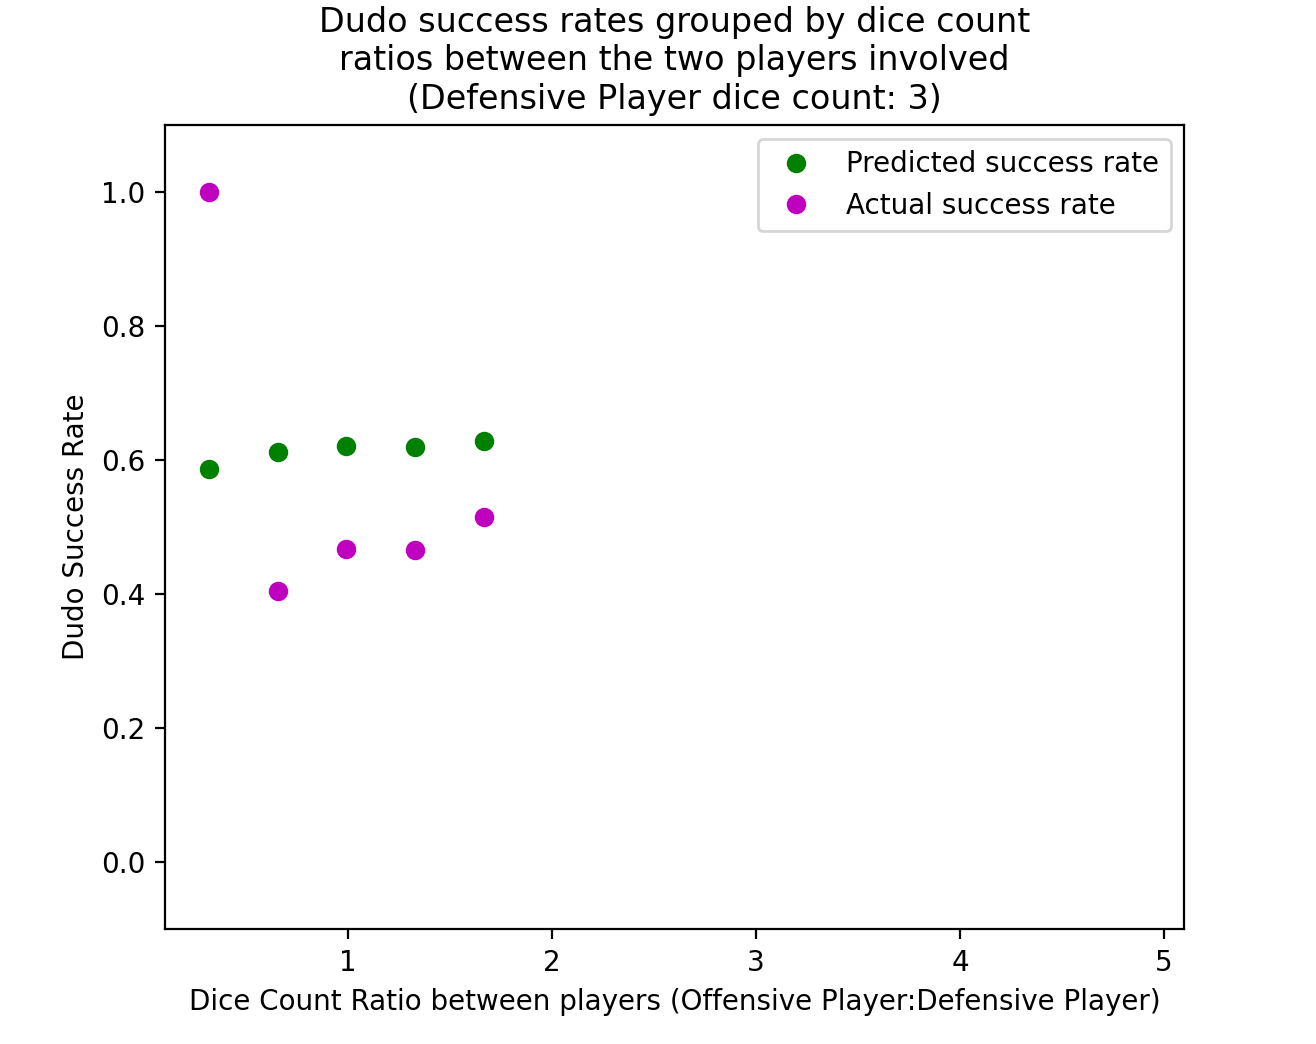 Dudo success rates grouped by dice count
ratios between the two players involved
(Defensive Player dice count: 3)
Predicted success rate
Actual success rate
1.0
0.8
0.6
0.4
0.2
0.0
Dudo Success Rate
1 2 3 4 5
Dice Count Ratio between players (Offensive Player:Defensive Player)